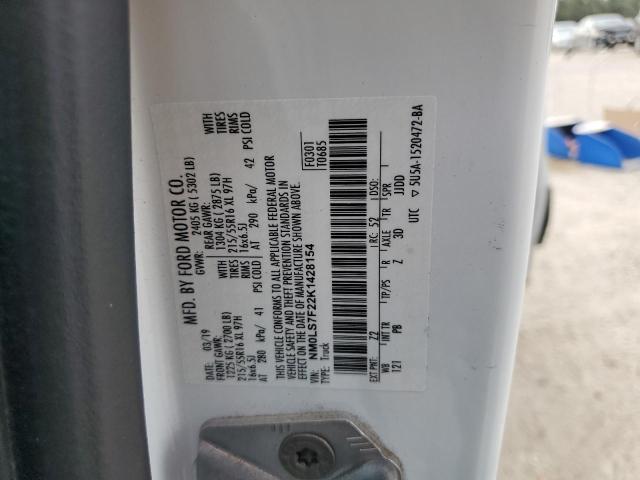 MFD. BY FORD MOTOR CO.
DATE: 03/19 GVWR: 2405 KG ( 5302 LB)
FRONT GAWR: REAR GAWR: WITH
1225 KG ( 2700 LB) 1304 KG ( 2875 LB) TIRES
215/55R16 XL 97H TIRES 215/55R16 XL 97H RIMS
16x6.5J RIMS 16x6.5J
AT 280 kPa/ 41 PSI COLD AT 290 kPa/ 42 PSI COLD
THIS VEHICLE CONFORMS TO ALL APPLICABLE FEDERAL MOTOR
VEHICLE SAFETY AND THEFT PREVENTION STANDARDS IN
EFFECT ON THE DATE OF MANUFACTURE SHOWN ABOVE.
VIN: NM0LS7F22K1428154
TYPE: Truck
F0301
T0685
EXT PNT: Z2 RC: 52 DSO:
WB INT TR TP/PS R AXLE TR SPR
121 PB Z 3D JJDD
UTC 5U5A-1520472-BA